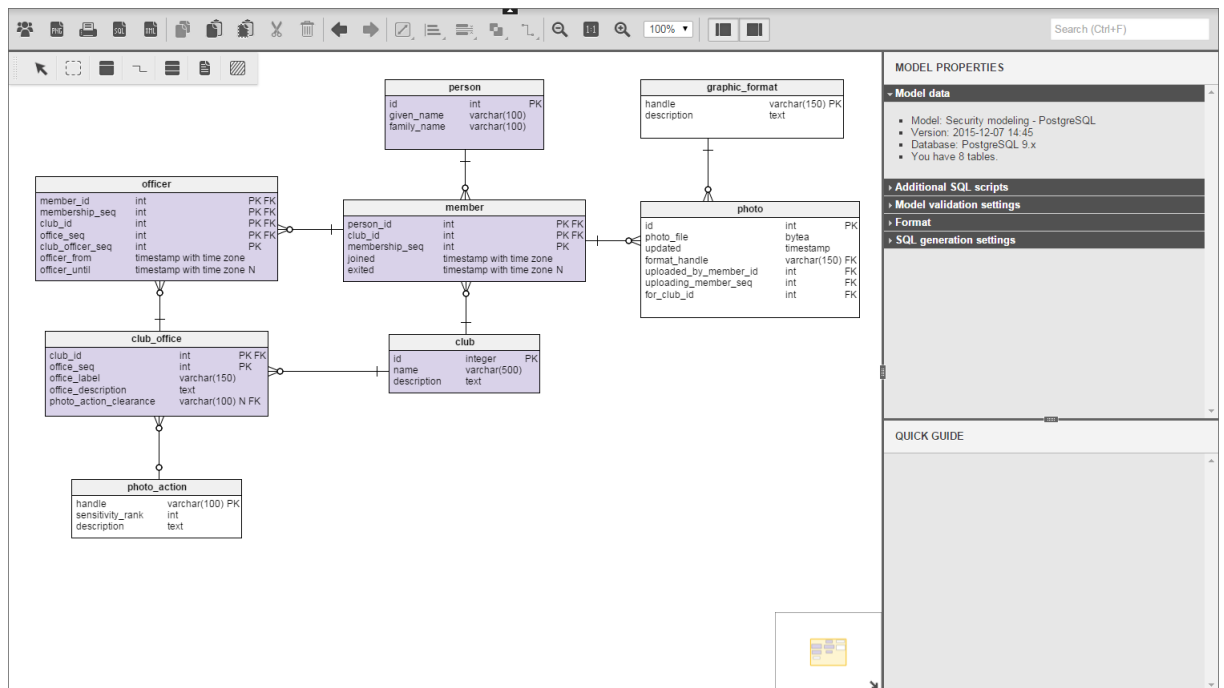 PNG
SQL
XML
1:1
100%
Search (Ctrl+F)
MODEL PROPERTIES
Model data
Model: Security modeling - PostgreSQL
Version: 2015-12-07 14:45
Database: PostgreSQL 9.x
You have 8 tables.
Additional SQL scripts
Model validation settings
Format
SQL generation settings
QUICK GUIDE
person
id int PK
given_name varchar(100)
family_name varchar(100)
graphic_format
handle varchar(150) PK
description text
officer
member_id int PK FK
membership_seq int PK FK
club_id int PK FK
office_seq int PK FK
club_officer_seq int PK
officer_from timestamp with time zone
officer_until timestamp with time zone N
member
person_id int PK FK
club_id int PK FK
membership_seq int PK
joined timestamp with time zone
exited timestamp with time zone N
photo
id int PK
photo_file bytea
updated timestamp
format_handle varchar(150) FK
uploaded_by_member_id int FK
uploading_member_seq int FK
for_club_id int FK
club_office
club_id int PK FK
office_seq int PK
office_label varchar(150)
office_description text
photo_action_clearance varchar(100) N FK
club
id integer PK
name varchar(500)
description text
photo_action
handle varchar(100) PK
sensitivity_rank int
description text